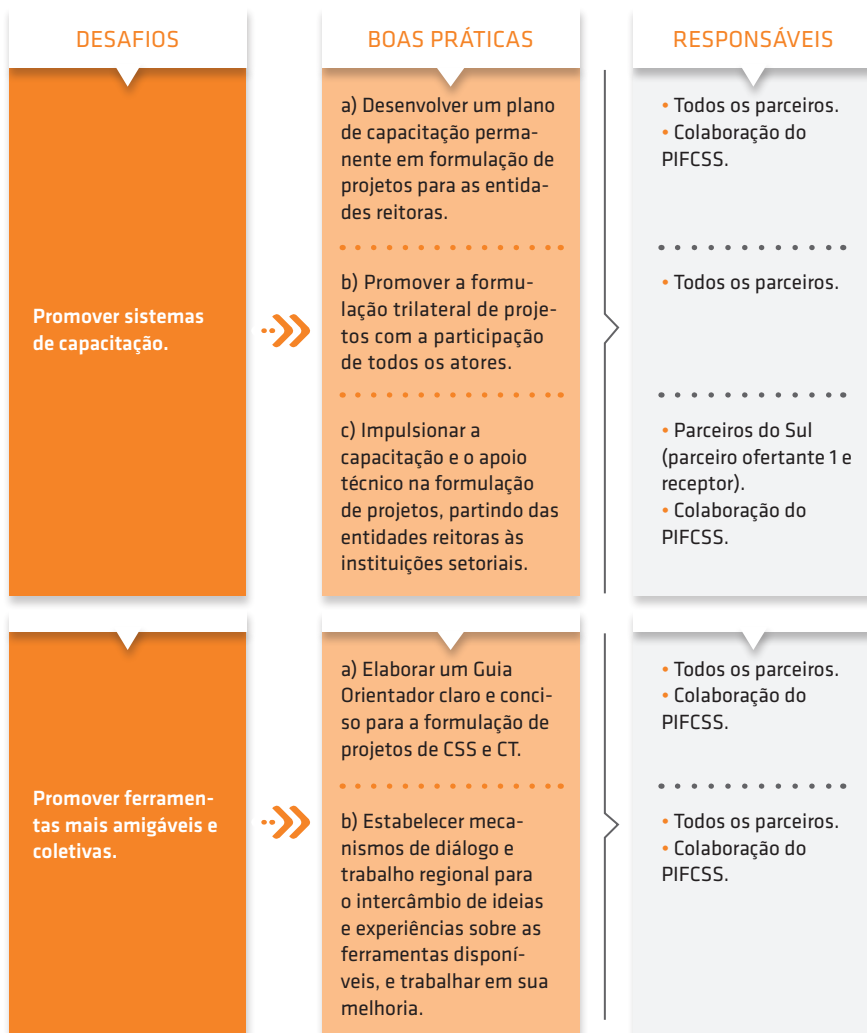 DESAFIOS
BOAS PRÁTICAS
RESPONSÁVEIS
Promover sistemas
de capacitação.
a) Desenvolver um plano
de capacitação perma-
nente em formulação de
projetos para as entida-
des reitoras.
• Todos os parceiros.
• Colaboração do
PIFCSS.
b) Promover a formu-
lação trilateral de proje-
tos com a participação
de todos os atores.
• Todos os parceiros.
c) Impulsionar a
capacitação e o apoio
técnico na formulação
de projetos, partindo das
entidades reitoras às
instituições setoriais.
• Parceiros do Sul
(parceiro ofertante 1 e
receptor).
• Colaboração do
PIFCSS.
Promover ferramen-
tas mais amigáveis e
coletivas.
a) Elaborar um Guia
Orientador claro e conci-
so para a formulação de
projetos de CSS e CT.
• Todos os parceiros.
• Colaboração do
PIFCSS.
b) Estabelecer meca-
nismos de diálogo e
trabalho regional para
o intercâmbio de ideias
e experiências sobre as
ferramentas disponí-
veis, e trabalhar em sua
melhoria.
• Todos os parceiros.
• Colaboração do
PIFCSS.